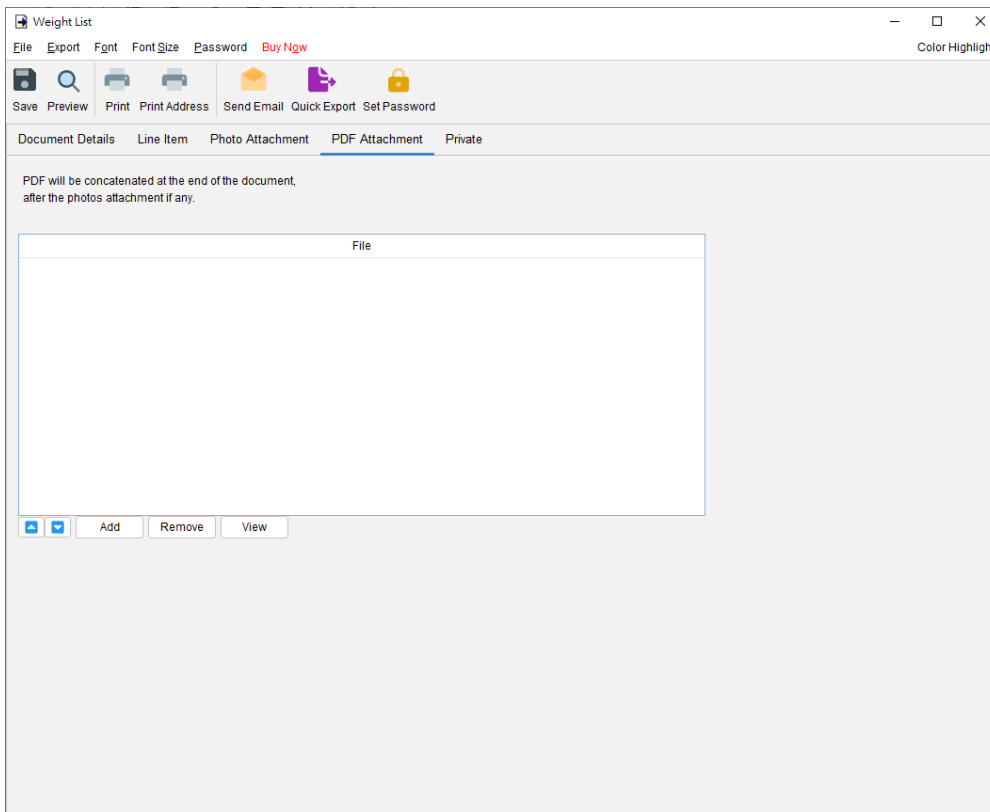 Weight List
File Export Font Font Size Password Buy Now
Color Highligh
Save Preview Print Print Address Send Email Quick Export Set Password
Document Details Line Item Photo Attachment PDF Attachment Private
PDF will be concatenated at the end of the document,
after the photos attachment if any.
File
Add Remove View